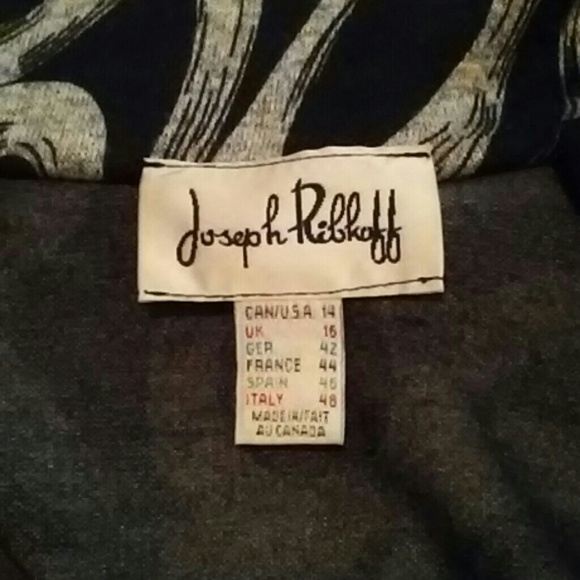 Joseph Ribkoff
CAN/U.S.A. 14
UK 16
GER 42
FRANCE 44
SPAIN 46
ITALY 48
MADE IN/FAIT
AU CANADA